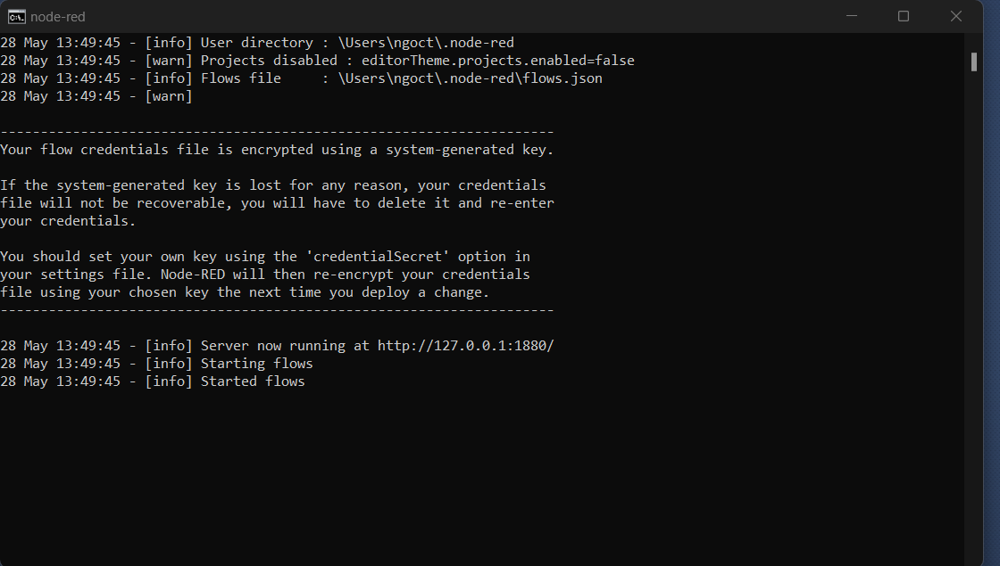 node-red
28 May 13:49:45 - [info] User directory : \Users\ngoct\.node-red
28 May 13:49:45 - [warn] Projects disabled : editorTheme.projects.enabled=false
28 May 13:49:45 - [info] Flows file     : \Users\ngoct\.node-red\flows.json
28 May 13:49:45 - [warn]
---------------------------------------------------------------------
Your flow credentials file is encrypted using a system-generated key.
If the system-generated key is lost for any reason, your credentials
file will not be recoverable, you will have to delete it and re-enter
your credentials.
You should set your own key using the 'credentialSecret' option in
your settings file. Node-RED will then re-encrypt your credentials
file using your chosen key the next time you deploy a change.
---------------------------------------------------------------------
28 May 13:49:45 - [info] Server now running at http://127.0.0.1:1880/
28 May 13:49:45 - [info] Starting flows
28 May 13:49:45 - [info] Started flows